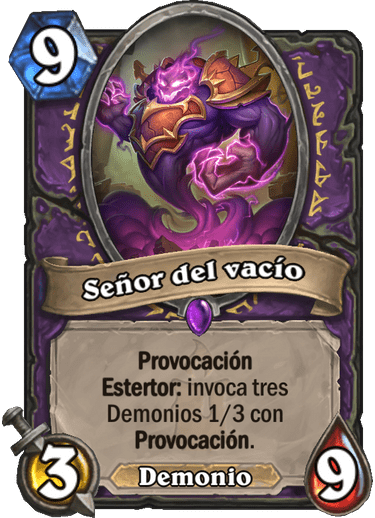 9
Señor del vacío
Provocación
Estertor: invoca tres
Demonios 1/3 con
Provocación.
3
Demonio
9